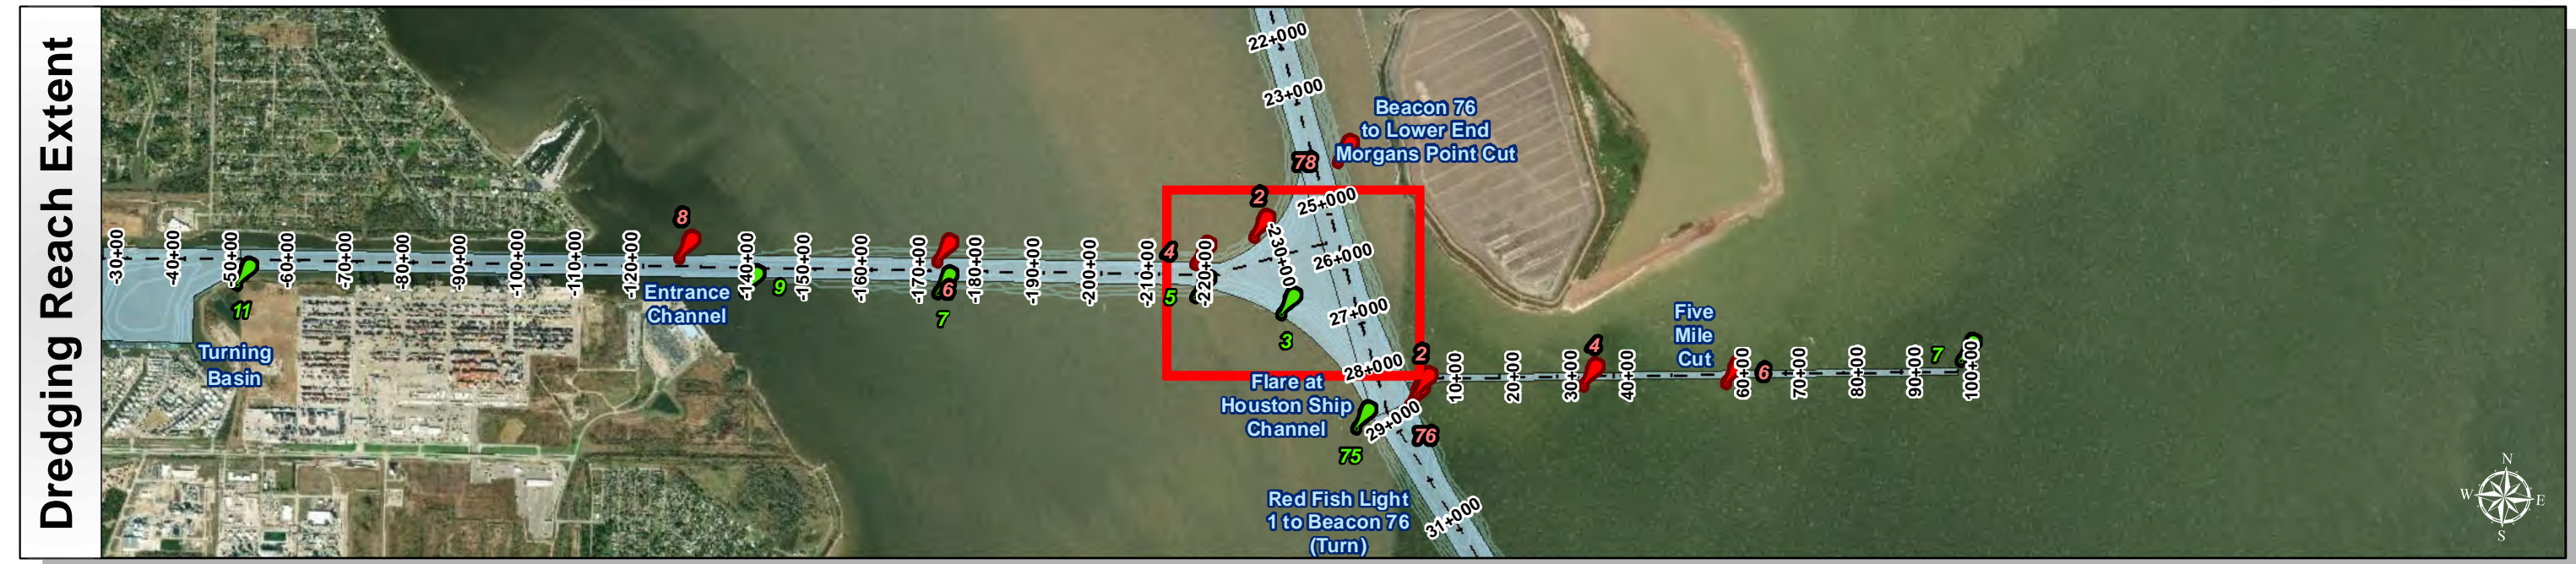 Dredging Reach Extent
22+000
23+000
Beacon 76
to Lower End
Morgans Point Cut
78
2
25+000
8
4
-30+00
-40+00
-50+00
-60+00
-70+00
-80+00
-90+00
-100+00
-110+00
-120+00
-140+00
-150+00
-160+00
-170+00
-180+00
-190+00
-200+00
-210+00
-220+00
-230+00
26+000
9
6
5
Entrance
Channel
11
7
3
27+000
Five
Mile
Cut
Turning
Basin
28+000
2
10+00
20+00
30+00
4
40+00
60+00
6
70+00
80+00
90+00
7
100+00
Flare at
Houston Ship
Channel
29+000
76
75
Red Fish Light
1 to Beacon 76
(Turn)
31+000
N
W
E
S